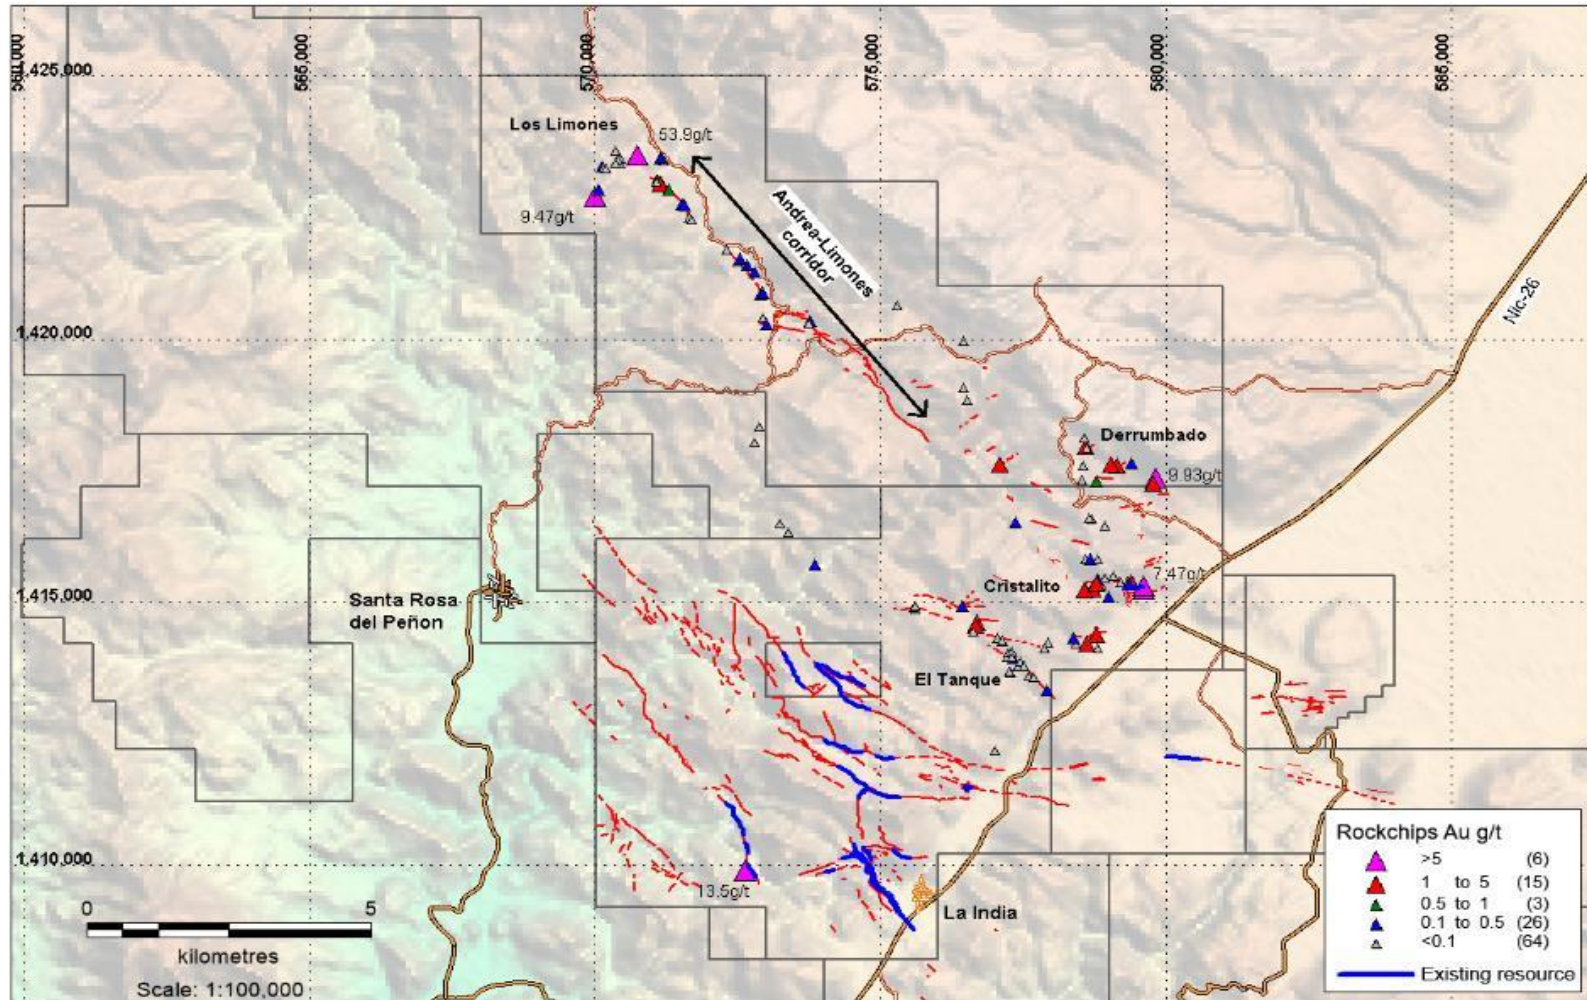 560,000
565,000
570,000
575,000
580,000
585,000
1,425,000
Los Limones
53.9g/t
9.47g/t
Andrea-Limones
corridor
Nic-26
1,420,000
Derrumbado
9.93g/t
Cristalito
7.47g/t
1,415,000
Santa Rosa
del Peñon
El Tanque
1,410,000
13.5g/t
La India
0 5
kilometres
Scale: 1:100,000
Rockchips Au g/t
>5 (6)
1 to 5 (15)
0.5 to 1 (3)
0.1 to 0.5 (26)
<0.1 (64)
Existing resource